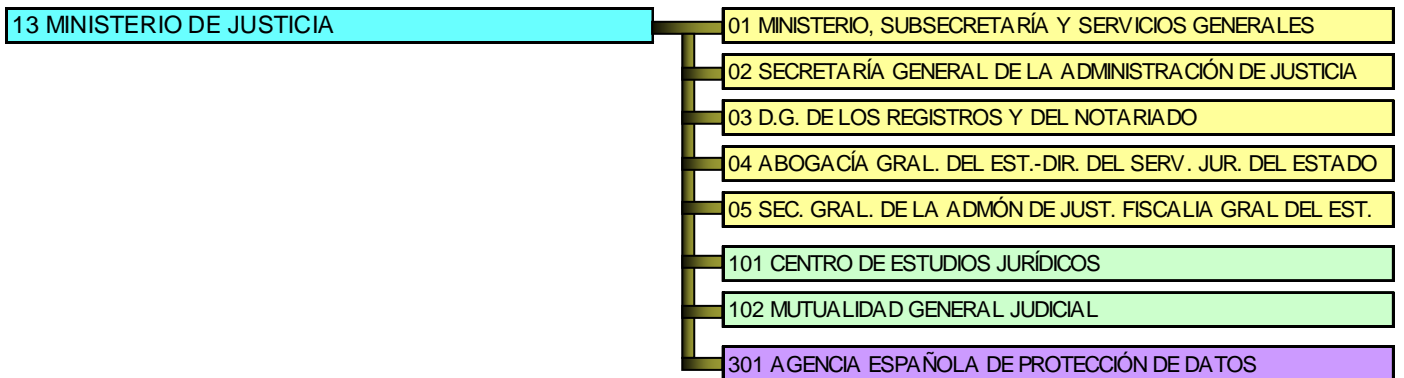 13 MINISTERIO DE JUSTICIA
01 MINISTERIO, SUBSECRETARÍA Y SERVICIOS GENERALES
02 SECRETARÍA GENERAL DE LA ADMINISTRACIÓN DE JUSTICIA
03 D.G. DE LOS REGISTROS Y DEL NOTARIADO
04 ABOGACÍA GRAL. DEL EST.-DIR. DEL SERV. JUR. DEL ESTADO
05 SEC. GRAL. DE LA ADMÓN DE JUST. FISCALIA GRAL DEL EST.
101 CENTRO DE ESTUDIOS JURÍDICOS
102 MUTUALIDAD GENERAL JUDICIAL
301 AGENCIA ESPAÑOLA DE PROTECCIÓN DE DATOS